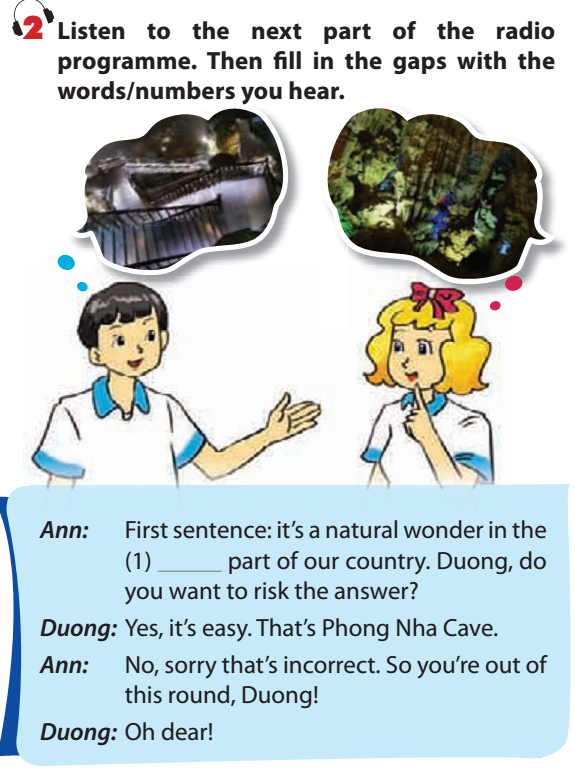 2 Listen to the next part of the radio
programme. Then fill in the gaps with the
words/numbers you hear.
Ann: First sentence: it's a natural wonder in the
(1) ______ part of our country. Duong, do
you want to risk the answer?
Duong: Yes, it's easy. That's Phong Nha Cave.
Ann: No, sorry that's incorrect. So you're out of
this round, Duong!
Duong: Oh dear!